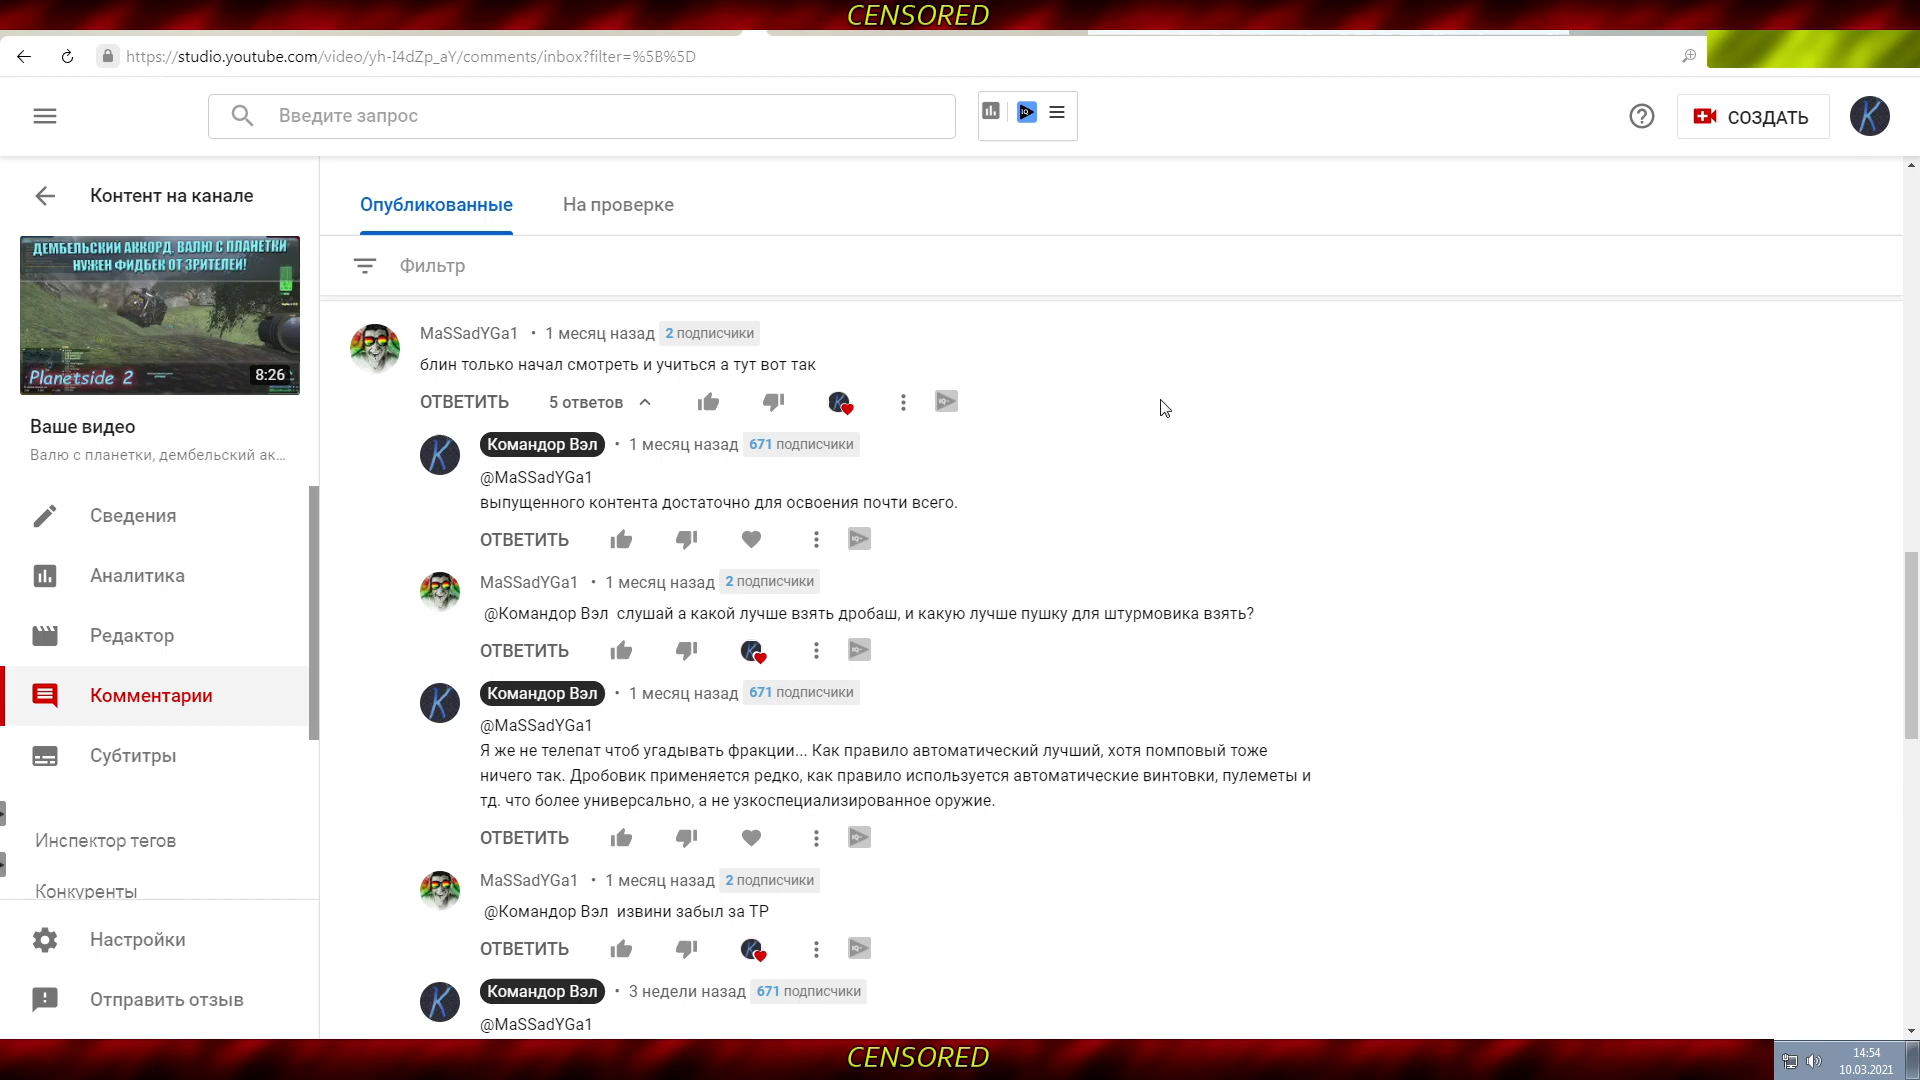 CENSORED
https://studio.youtube.com/video/yh-I4dZp_aY/comments/inbox?filter=%5B%5D
Введите запрос
СОЗДАТЬ
Контент на канале
ДЕМБЕЛЬСКИЙ АККОРД, ВАЛЮ С ПЛАНЕТКИ
НУЖЕН ФИДБЕК ОТ ЗРИТЕЛЕЙ!
Planetside 2
8:26
Ваше видео
Валю с планетки, дембельский ак...
Сведения
Аналитика
Редактор
Комментарии
Субтитры
Инспектор тегов
Конкуренты
Настройки
Отправить отзыв
Опубликованные
На проверке
Фильтр
MaSSadYGa1 • 1 месяц назад 2 подписчики
блин только начал смотреть и учиться а тут вот так
ОТВЕТИТЬ 5 ответов
Командор Вэл • 1 месяц назад 671 подписчики
@MaSSadYGa1
выпущенного контента достаточно для освоения почти всего.
ОТВЕТИТЬ
MaSSadYGa1 • 1 месяц назад 2 подписчики
@Командор Вэл слушай а какой лучше взять дробаш, и какую лучше пушку для штурмовика взять?
ОТВЕТИТЬ
Командор Вэл • 1 месяц назад 671 подписчики
@MaSSadYGa1
Я же не телепат чтоб угадывать фракции... Как правило автоматический лучший, хотя помповый тоже
ничего так. Дробовик применяется редко, как правило используется автоматические винтовки, пулеметы и
тд. что более универсально, а не узкоспециализированное оружие.
ОТВЕТИТЬ
MaSSadYGa1 • 1 месяц назад 2 подписчики
@Командор Вэл извини забыл за ТР
ОТВЕТИТЬ
Командор Вэл • 3 недели назад 671 подписчики
@MaSSadYGa1
CENSORED
14:54
10.03.2021